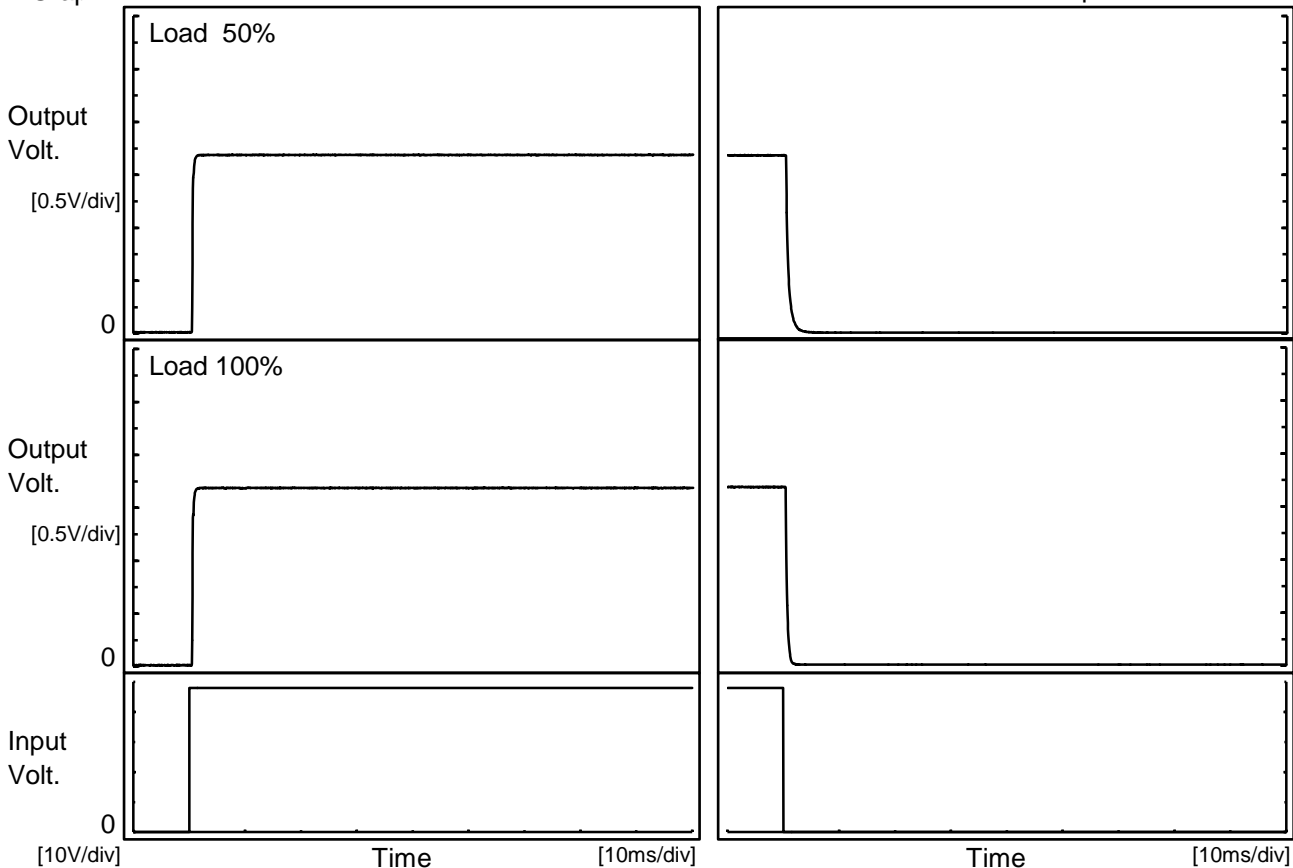 Load 50%
Output
Volt.
[0.5V/div]
0
Load 100%
Output
Volt.
[0.5V/div]
0
Input
Volt.
0
[10V/div]
Time
[10ms/div]
Time
[10ms/div]